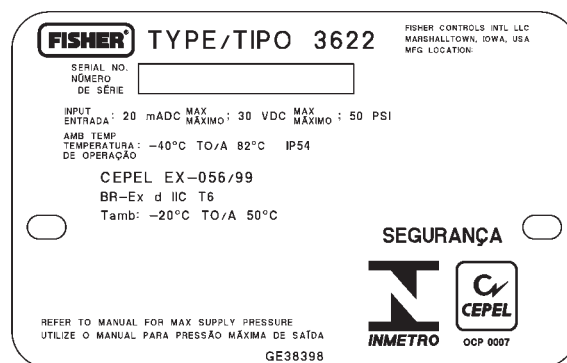 FISHER® TYPE/TIPO 3622
FISHER CONTROLS INTL LLC
MARSHALLTOWN, IOWA, USA
MFG LOCATION:
SERIAL NO.
NÚMERO
DE SÉRIE
INPUT
ENTRADA: 20 mADC MAX MÁXIMO; 30 VDC MAX MÁXIMO; 50 PSI
AMB TEMP
TEMPERATURA: −40°C TO/A 82°C IP54
DE OPERAÇÃO
CEPEL EX-056/99
BR-Ex d IIC T6
Tamb: −20°C TO/A 50°C
SEGURANÇA
INMETRO
CEPEL
OCP 0007
REFER TO MANUAL FOR MAX SUPPLY PRESSURE
UTILIZE O MANUAL PARA PRESSÃO MÁXIMA DE SAÍDA
GE38398